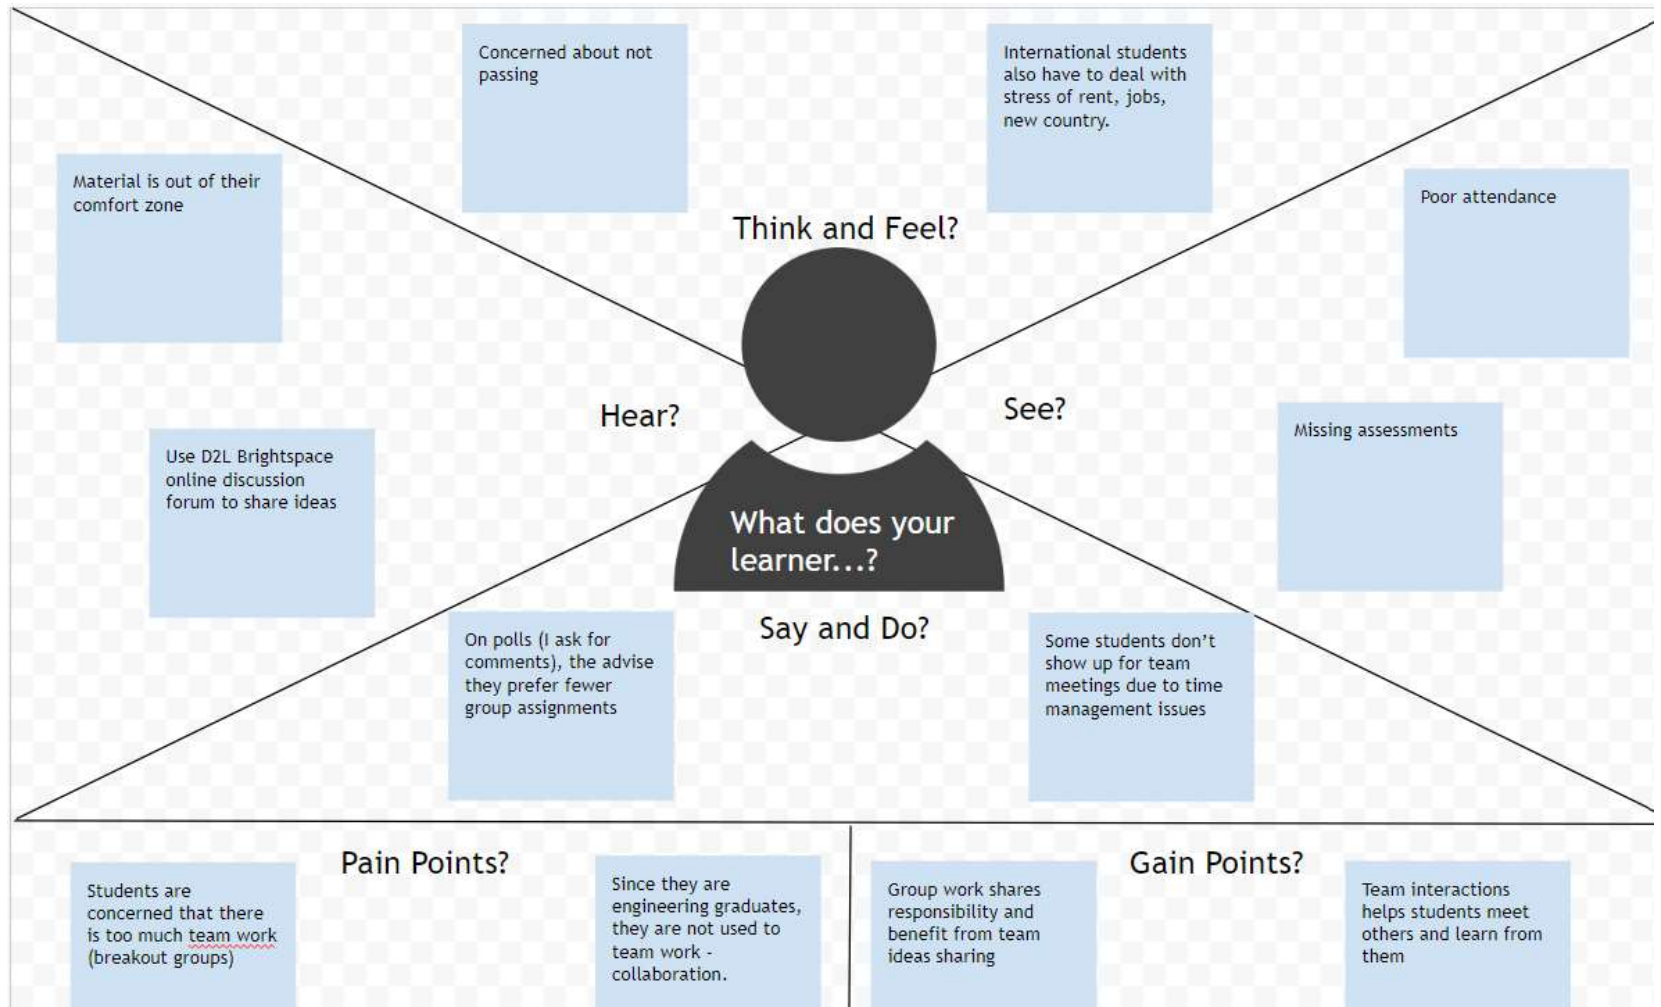 Concerned about not
passing
International students
also have to deal with
stress of rent, jobs,
new country.
Material is out of their
comfort zone
Poor attendance
Think and Feel?
Hear?
See?
Use D2L Brightspace
online discussion
forum to share ideas
Missing assessments
What does your
learner...?
Say and Do?
On polls (I ask for
comments), the advise
they prefer fewer
group assignments
Some students don't
show up for team
meetings due to time
management issues
Pain Points?
Students are
concerned that there
is too much team work
(breakout groups)
Since they are
engineering graduates,
they are not used to
team work -
collaboration.
Gain Points?
Group work shares
responsibility and
benefit from team
ideas sharing
Team interactions
helps students meet
others and learn from
them